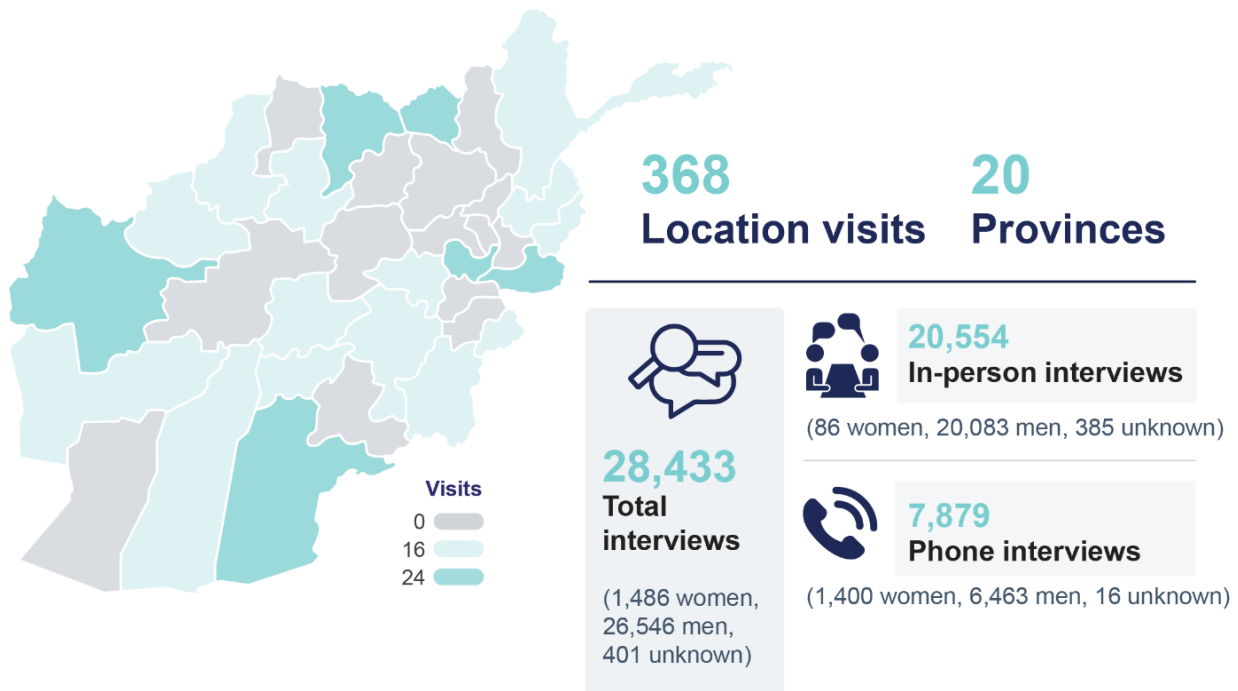 368
Location visits
20
Provinces
28,433
Total
interviews
(1,486 women,
26,546 men,
401 unknown)
20,554
In-person interviews
(86 women, 20,083 men, 385 unknown)
7,879
Phone interviews
(1,400 women, 6,463 men, 16 unknown)
Visits
0
16
24